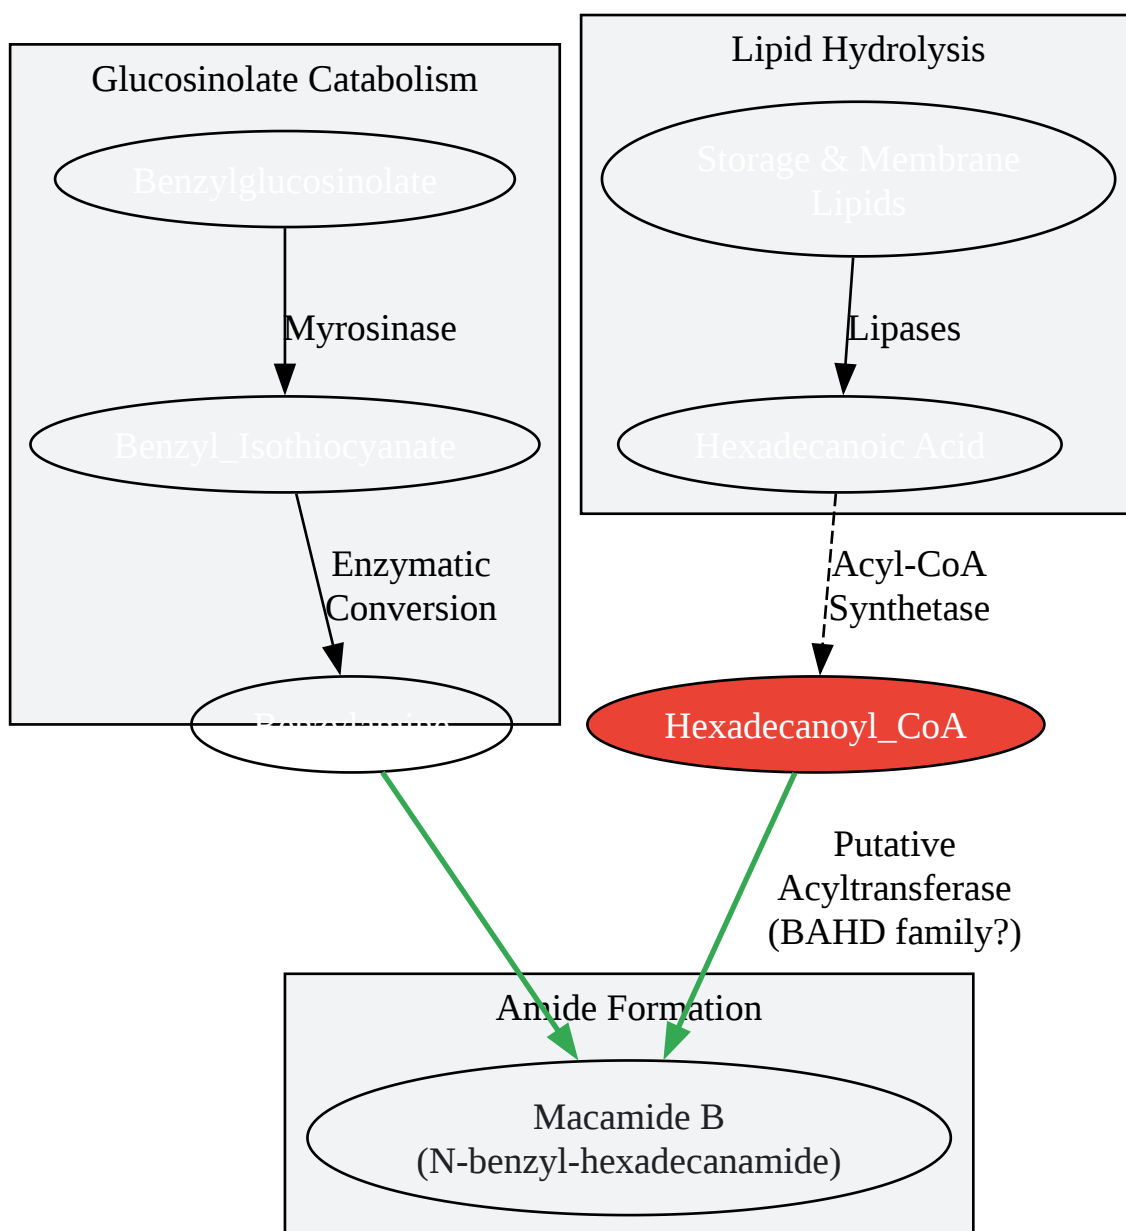 Glucosinolate Catabolism
Benzylglucosinolate
Myrosinase
Benzyl_Isothiocyanate
Enzymatic
Conversion
Benzylamine
Lipid Hydrolysis
Storage & Membrane
Lipids
Lipases
Hexadecanoic Acid
Acyl-CoA
Synthetase
Hexadecanoyl_CoA
Putative
Acyltransferase
(BAHD family?)
Amide Formation
Macamide B
(N-benzyl-hexadecanamide)